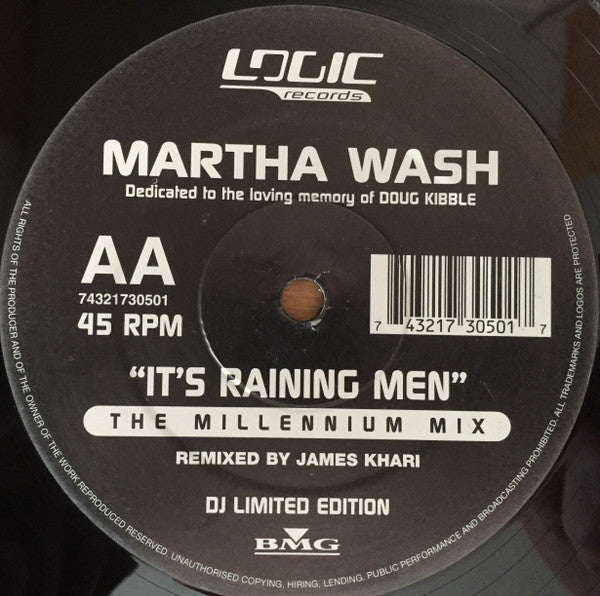 LOGIC
records
MARTHA WASH
Dedicated to the loving memory of DOUG KIBBLE
AA
74321730501
45 RPM
7 43217 30501 7
"IT'S RAINING MEN"
THE MILLENNIUM MIX
REMIXED BY JAMES KHARI
DJ LIMITED EDITION
BMG
ALL RIGHTS OF THE PRODUCER AND OF THE OWNER OF THE WORK REPRODUCED RESERVED. UNAUTHORISED COPYING, HIRING, LENDING, PUBLIC PERFORMANCE AND BROADCASTING PROHIBITED. ALL TRADEMARKS AND LOGOS ARE PROTECTED